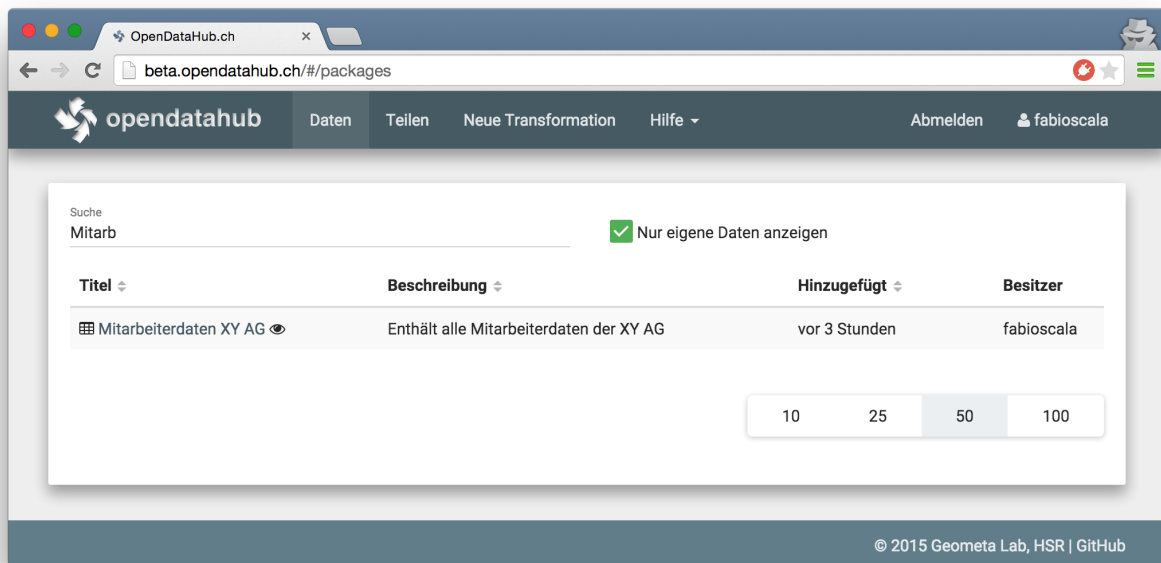 OpenDataHub.ch
beta.opendatahub.ch/#/packages
opendatahub Daten Teilen Neue Transformation Hilfe Abmelden fabioscala
Suche
Mitarb
Nur eigene Daten anzeigen
Titel Beschreibung Hinzugefügt Besitzer
Mitarbeiterdaten XY AG Enthält alle Mitarbeiterdaten der XY AG vor 3 Stunden fabioscala
10 25 50 100
© 2015 Geometa Lab, HSR | GitHub